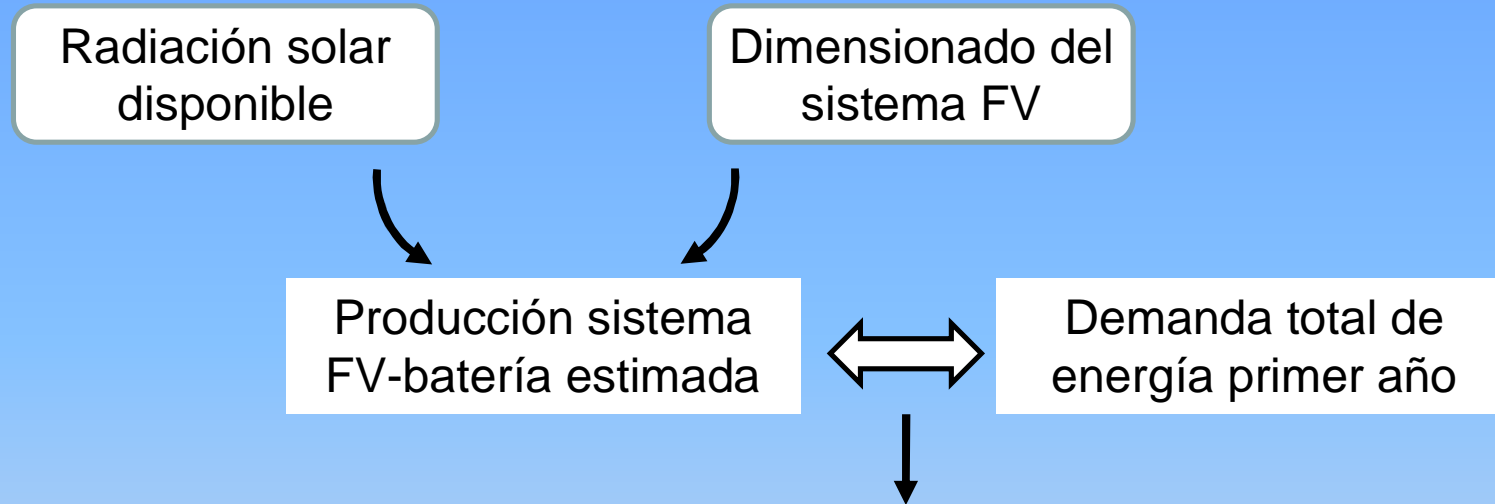 Radiación solar
disponible
Dimensionado del
sistema FV
Producción sistema
FV-batería estimada
Demanda total de
energía primer año